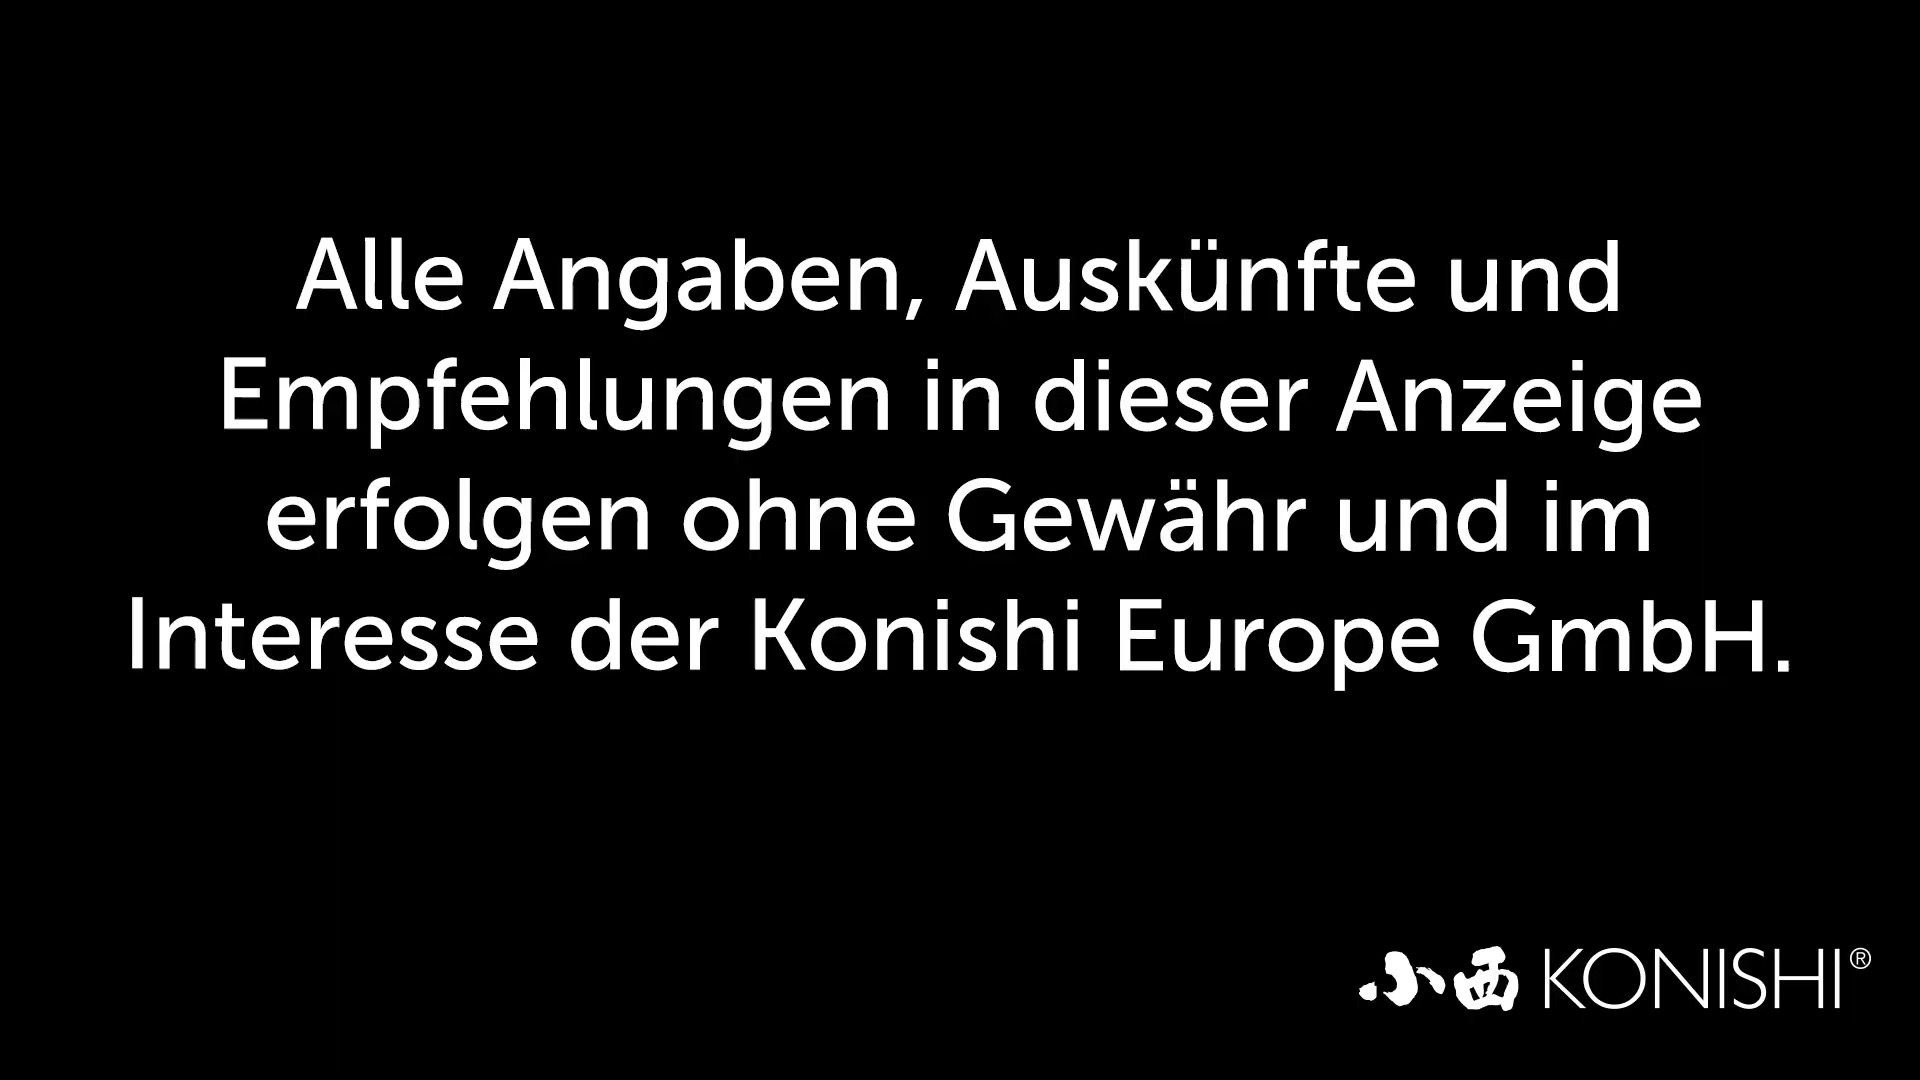 Alle Angaben, Auskünfte und
Empfehlungen in dieser Anzeige
erfolgen ohne Gewähr und im
Interesse der Konishi Europe GmbH.
小西 KONISHI®